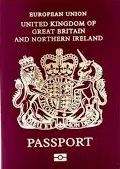 EUROPEAN UNION
UNITED KINGDOM OF
GREAT BRITAIN
AND NORTHERN IRELAND
PASSPORT